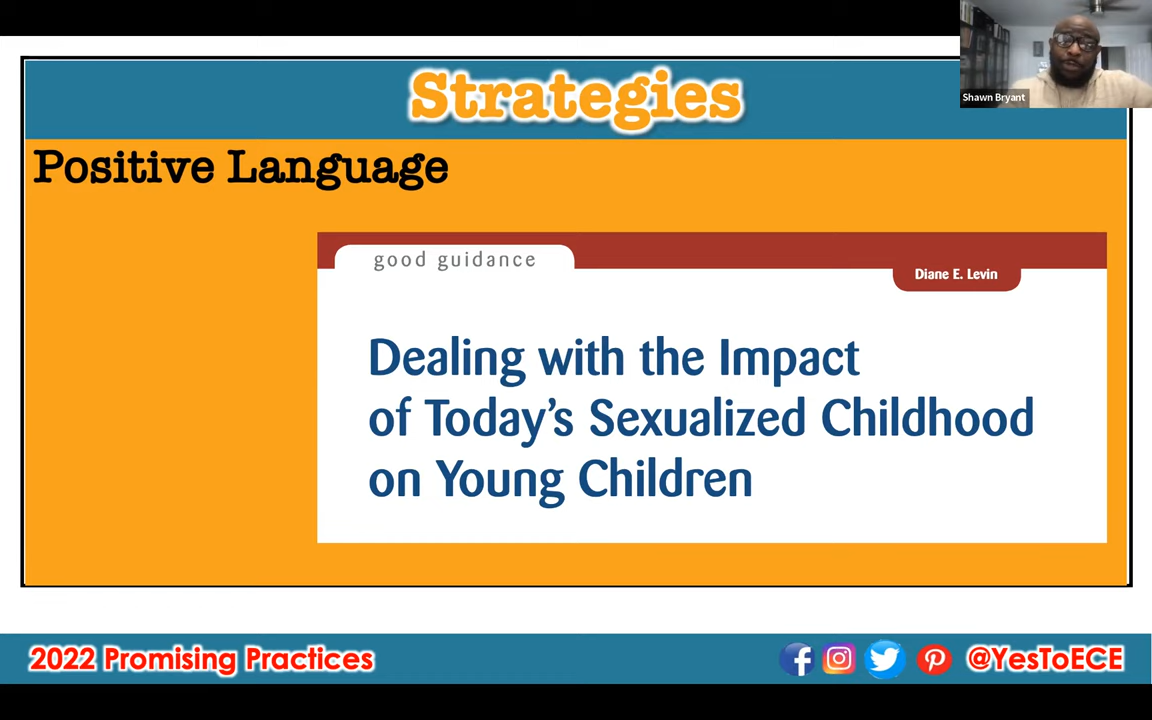 Strategies
Shawn Bryant
Positive Language
good guidance
Diane E. Levin
Dealing with the Impact
of Today’s Sexualized Childhood
on Young Children
2022 Promising Practices
@YesToECE